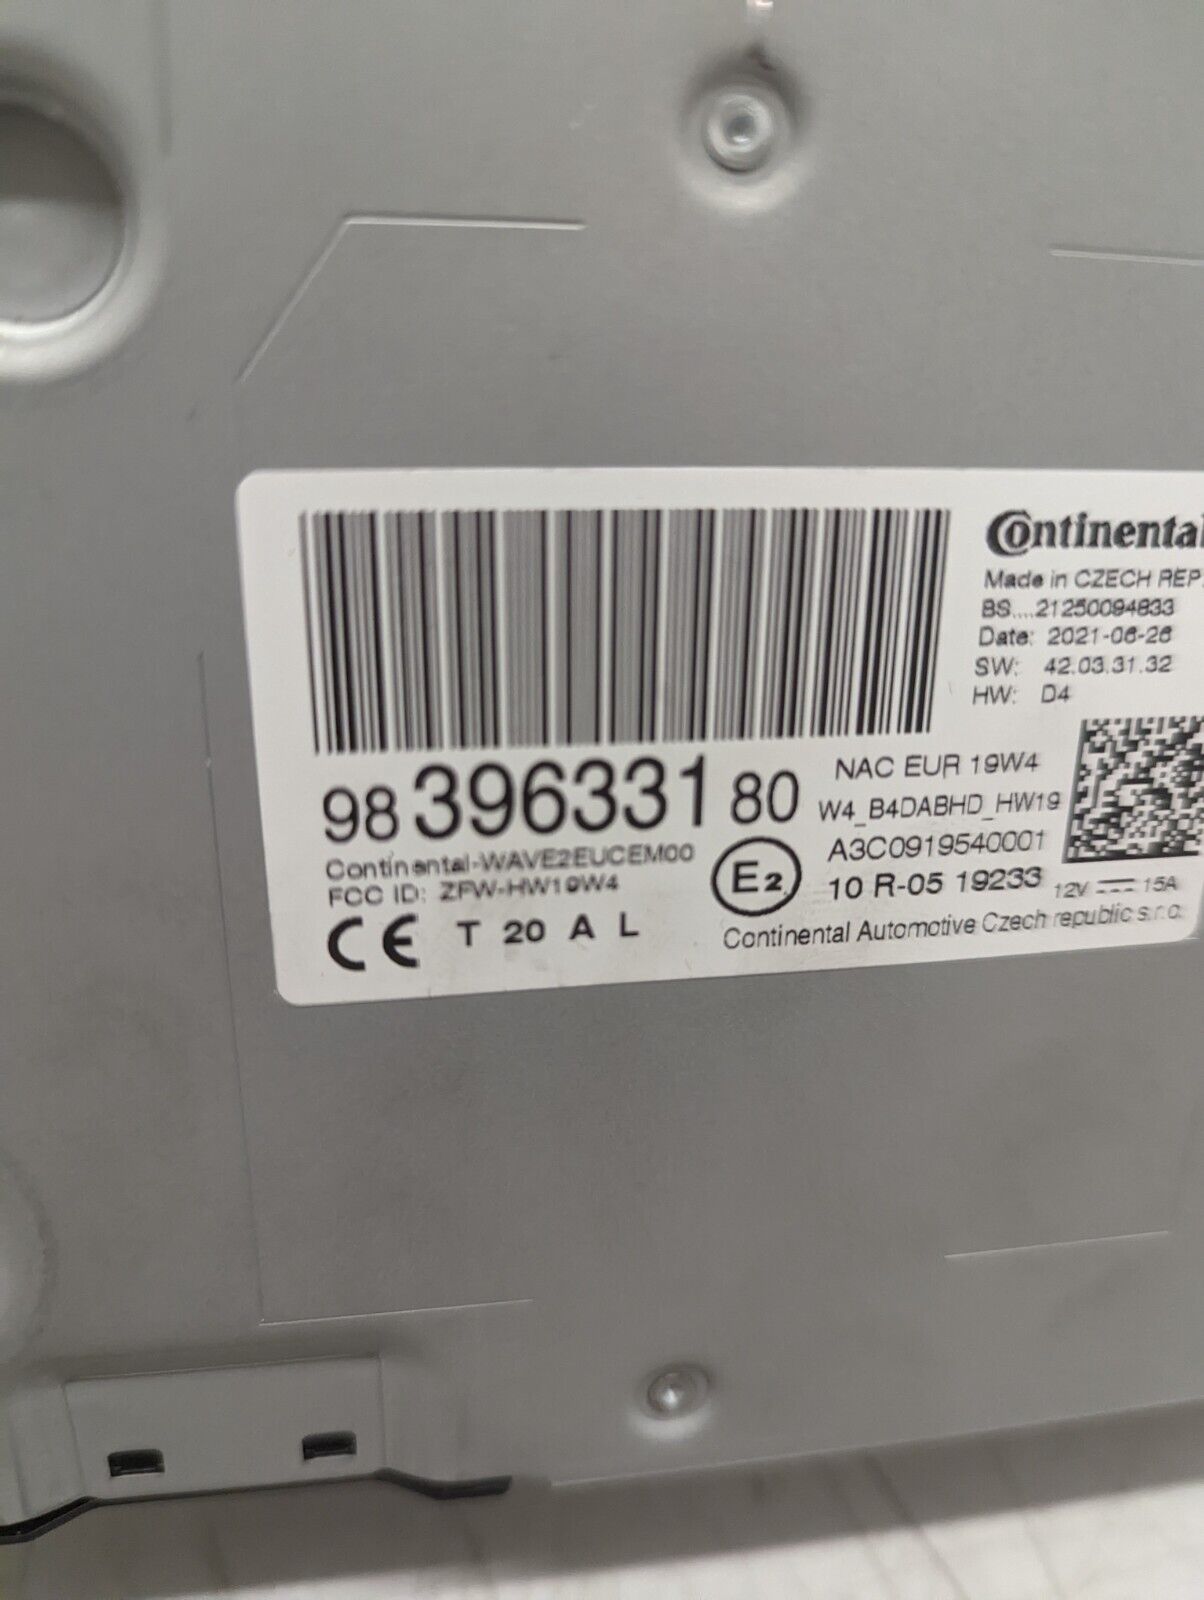 Continental
Made in CZECH REP.
BS....21250094833
Date: 2021-06-26
SW: 42.03.31.32
HW: D4
98 396331 80
NAC EUR 19W4
W4_B4DABHD_HW19
Continental-WAVE2EUCEM00
FCC ID: ZFW-HW19W4
E2
A3C0919540001
10 R-05 19233
12V 15A
CE T 20 A L
Continental Automotive Czech republic s.r.o.